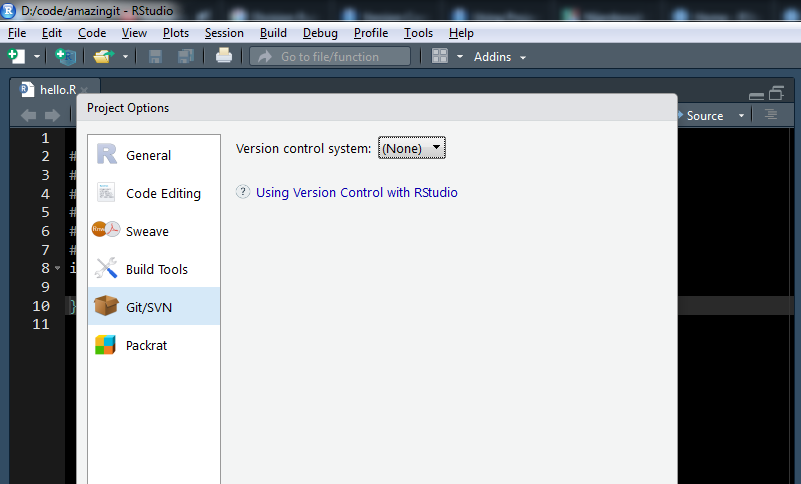 D:/code/amazingit - RStudio
File Edit Code View Plots Session Build Debug Profile Tools Help
Go to file/function Addins
hello.R
Source
Project Options
General
Code Editing
Sweave
Build Tools
Git/SVN
Packrat
Version control system: (None)
Using Version Control with RStudio
1
2 #
3 #
4 #
5 #
6 #
7 #
8 i
9
10 }
11